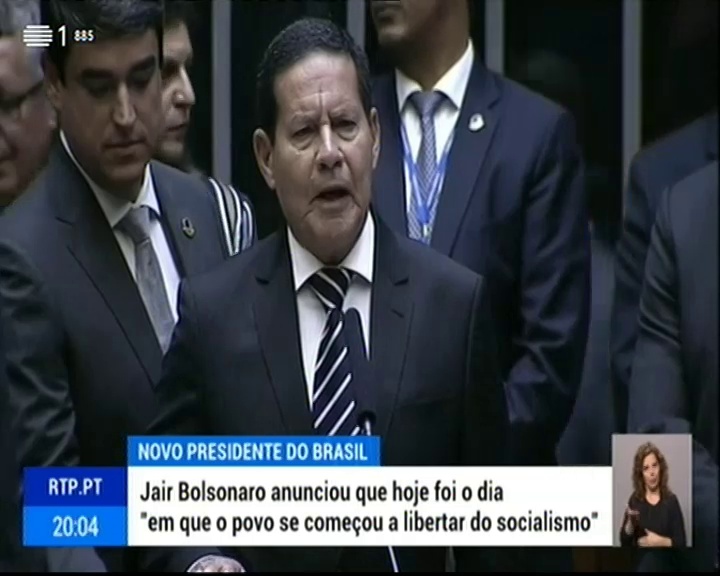 1 885
NOVO PRESIDENTE DO BRASIL
RTP.PT
Jair Bolsonaro anunciou que hoje foi o dia
20:04
"em que o povo se começou a libertar do socialismo"